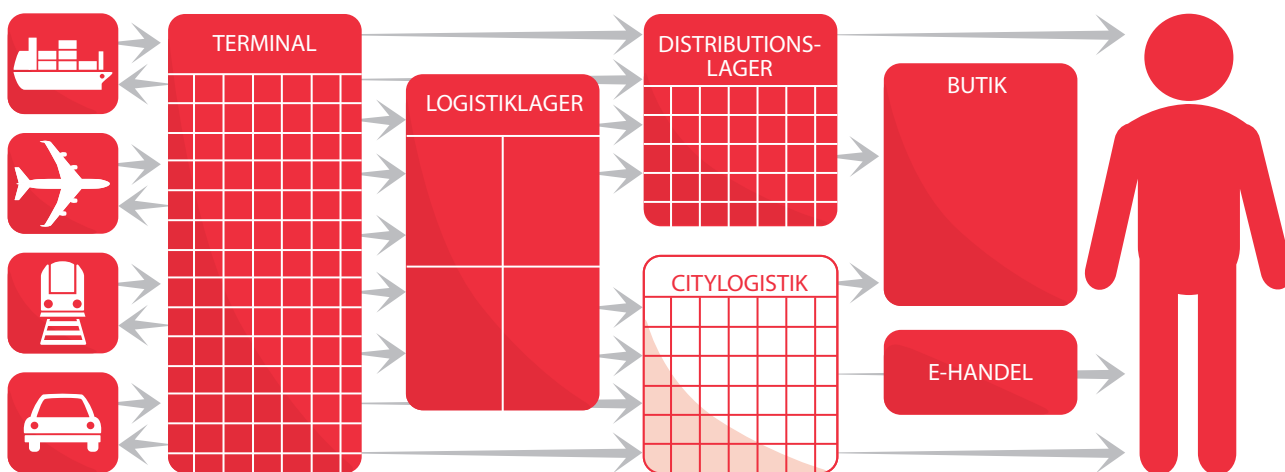 TERMINAL
LOGISTIKLAGER
DISTRIBUTIONS-
LAGER
CITYLOGISTIK
BUTIK
E-HANDEL